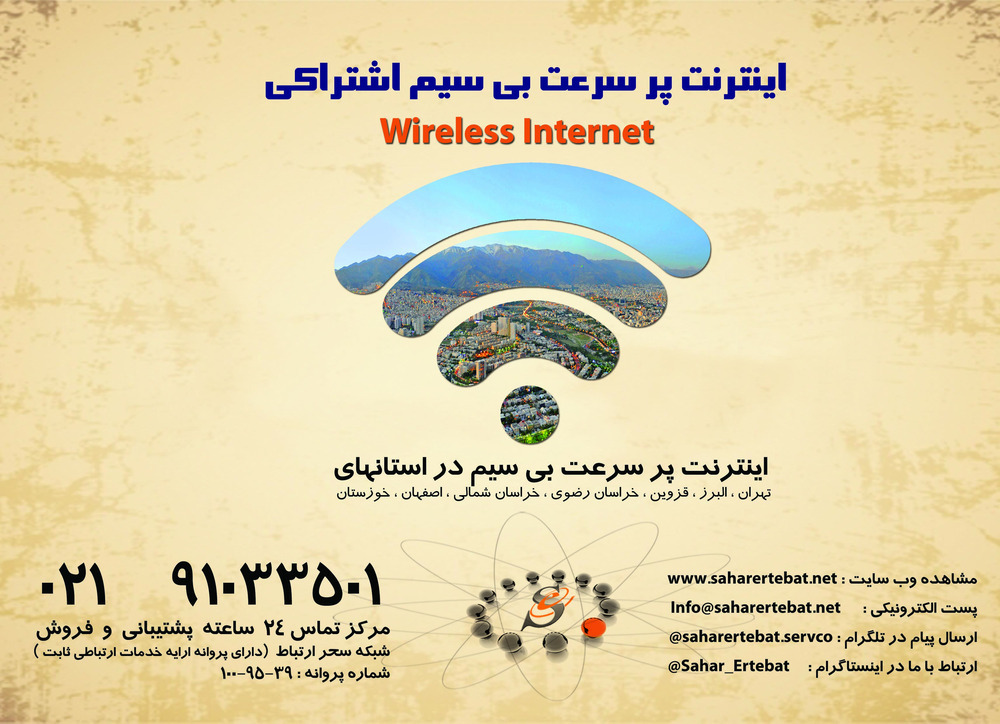 اینترنت پر سرعت بی سیم اشتراکی
Wireless Internet
اینترنت پر سرعت بی سیم در استانهای
تهران ، البرز ، قزوین ، خراسان رضوی ، خراسان شمالی ، اصفهان ، خوزستان
مشاهده وب سایت : www.saharertebat.net
پست الکترونیکی : Info@saharertebat.net
ارسال پیام در تلگرام : @saharertebat.servco
ارتباط با ما در اینستاگرام : @Sahar_Ertebat
۰۲۱ ۹۱۰۳۳۵۰۱
مرکز تماس ۲۴ ساعته پشتیبانی و فروش
شبکه سحر ارتباط (دارای پروانه ارایه خدمات ارتباطی ثابت )
شماره پروانه : ۳۹-۹۵-۱۰۰